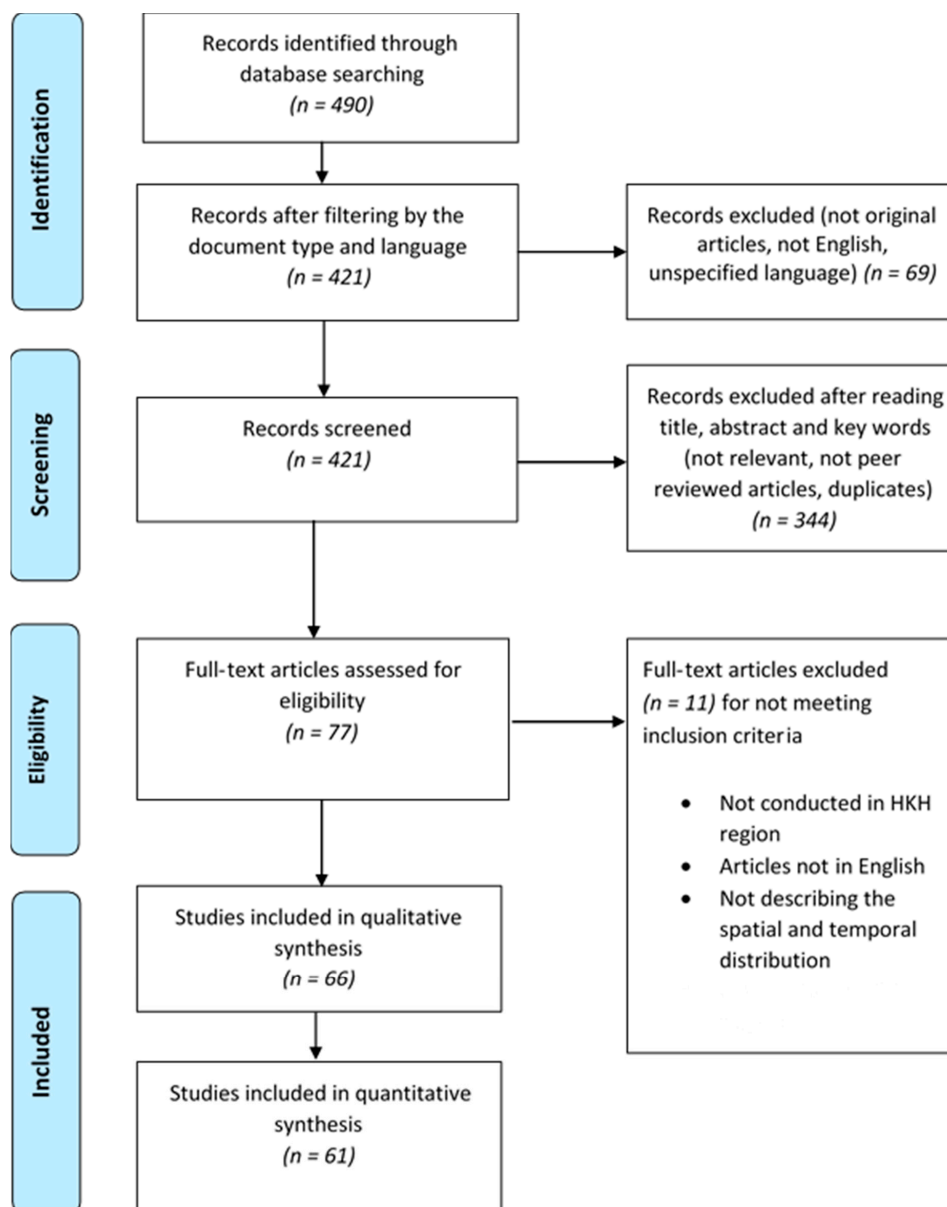 Identification
Records identified through
database searching
(n = 490)
Records after filtering by the
document type and language
(n = 421)
Records excluded (not original
articles, not English,
unspecified language) (n = 69)
Screening
Records screened
(n = 421)
Records excluded after reading
title, abstract and key words
(not relevant, not peer
reviewed articles, duplicates)
(n = 344)
Eligibility
Full-text articles assessed for
eligibility
(n = 77)
Full-text articles excluded
(n = 11) for not meeting
inclusion criteria
• Not conducted in HKH
region
• Articles not in English
• Not describing the
spatial and temporal
distribution
Included
Studies included in qualitative
synthesis
(n = 66)
Studies included in quantitative
synthesis
(n = 61)